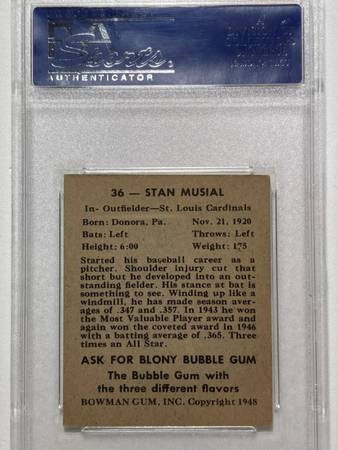 AUTHENTICATOR
36 — STAN MUSIAL
In- Outfielder—St. Louis Cardinals
Born: Donora, Pa. Nov. 21, 1920
Bats: Left Throws: Left
Height: 6:00 Weight: 175
Started his baseball career as a
pitcher. Shoulder injury cut that
short but he developed into an out-
standing fielder. His stance at bat is
something to see. Winding up like a
windmill, he has made season aver-
ages of .347 and .357. In 1943 he won
the Most Valuable Player award and
again won the coveted award in 1946
with a batting average of .365. Three
times an All Star.
ASK FOR BLONY BUBBLE GUM
The Bubble Gum with
the three different flavors
BOWMAN GUM, INC. Copyright 1948